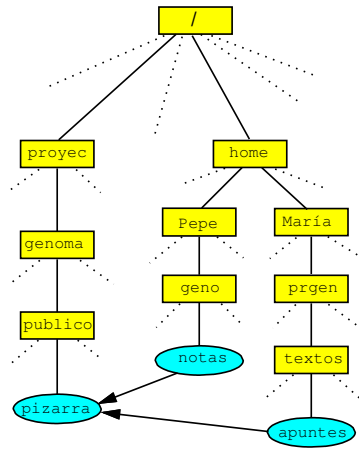 /
proyec
home
Pepe
María
genoma
geno
prgen
publico
notas
textos
pizarra
apuntes